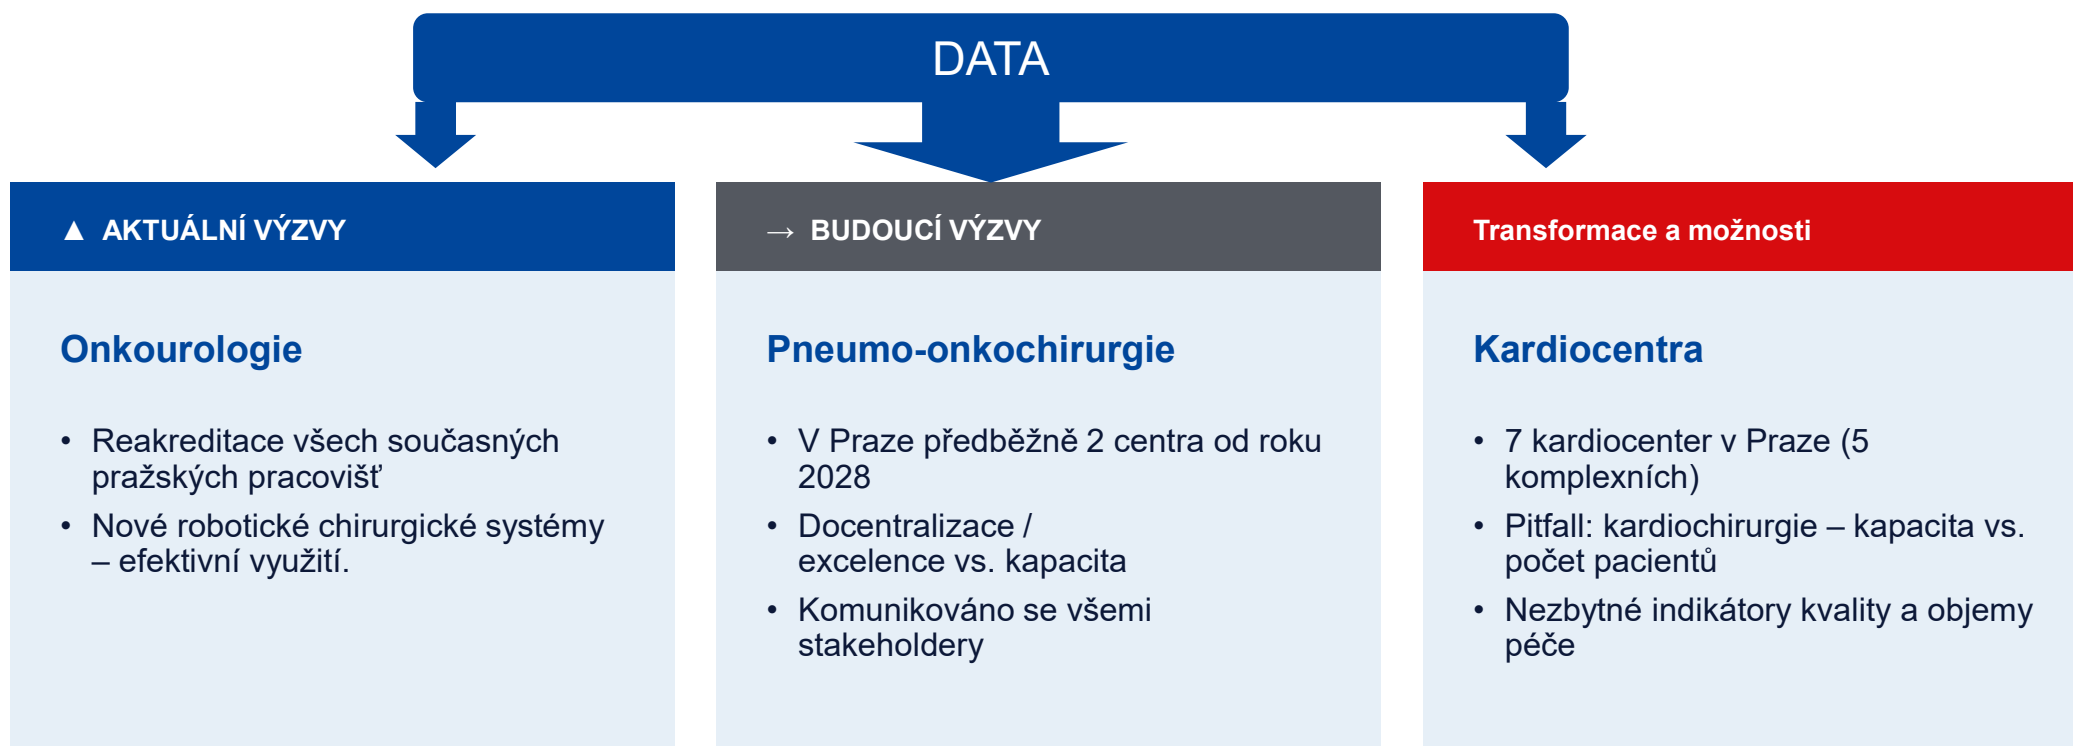 DATA
▲ AKTUÁLNÍ VÝZVY
Onkourologie
• Reakreditace všech současných
pražských pracovišť
• Nové robotické chirurgické systémy
– efektivní využití.
→ BUDOUCÍ VÝZVY
Pneumo-onkochirurgie
• V Praze předběžně 2 centra od roku
2028
• Docentralizace /
excelence vs. kapacita
• Komunikováno se všemi
stakeholdery
Transformace a možnosti
Kardiocentra
• 7 kardiocenter v Praze (5
komplexních)
• Pitfall: kardiochirurgie – kapacita vs.
počet pacientů
• Nezbytné indikátory kvality a objemy
péče